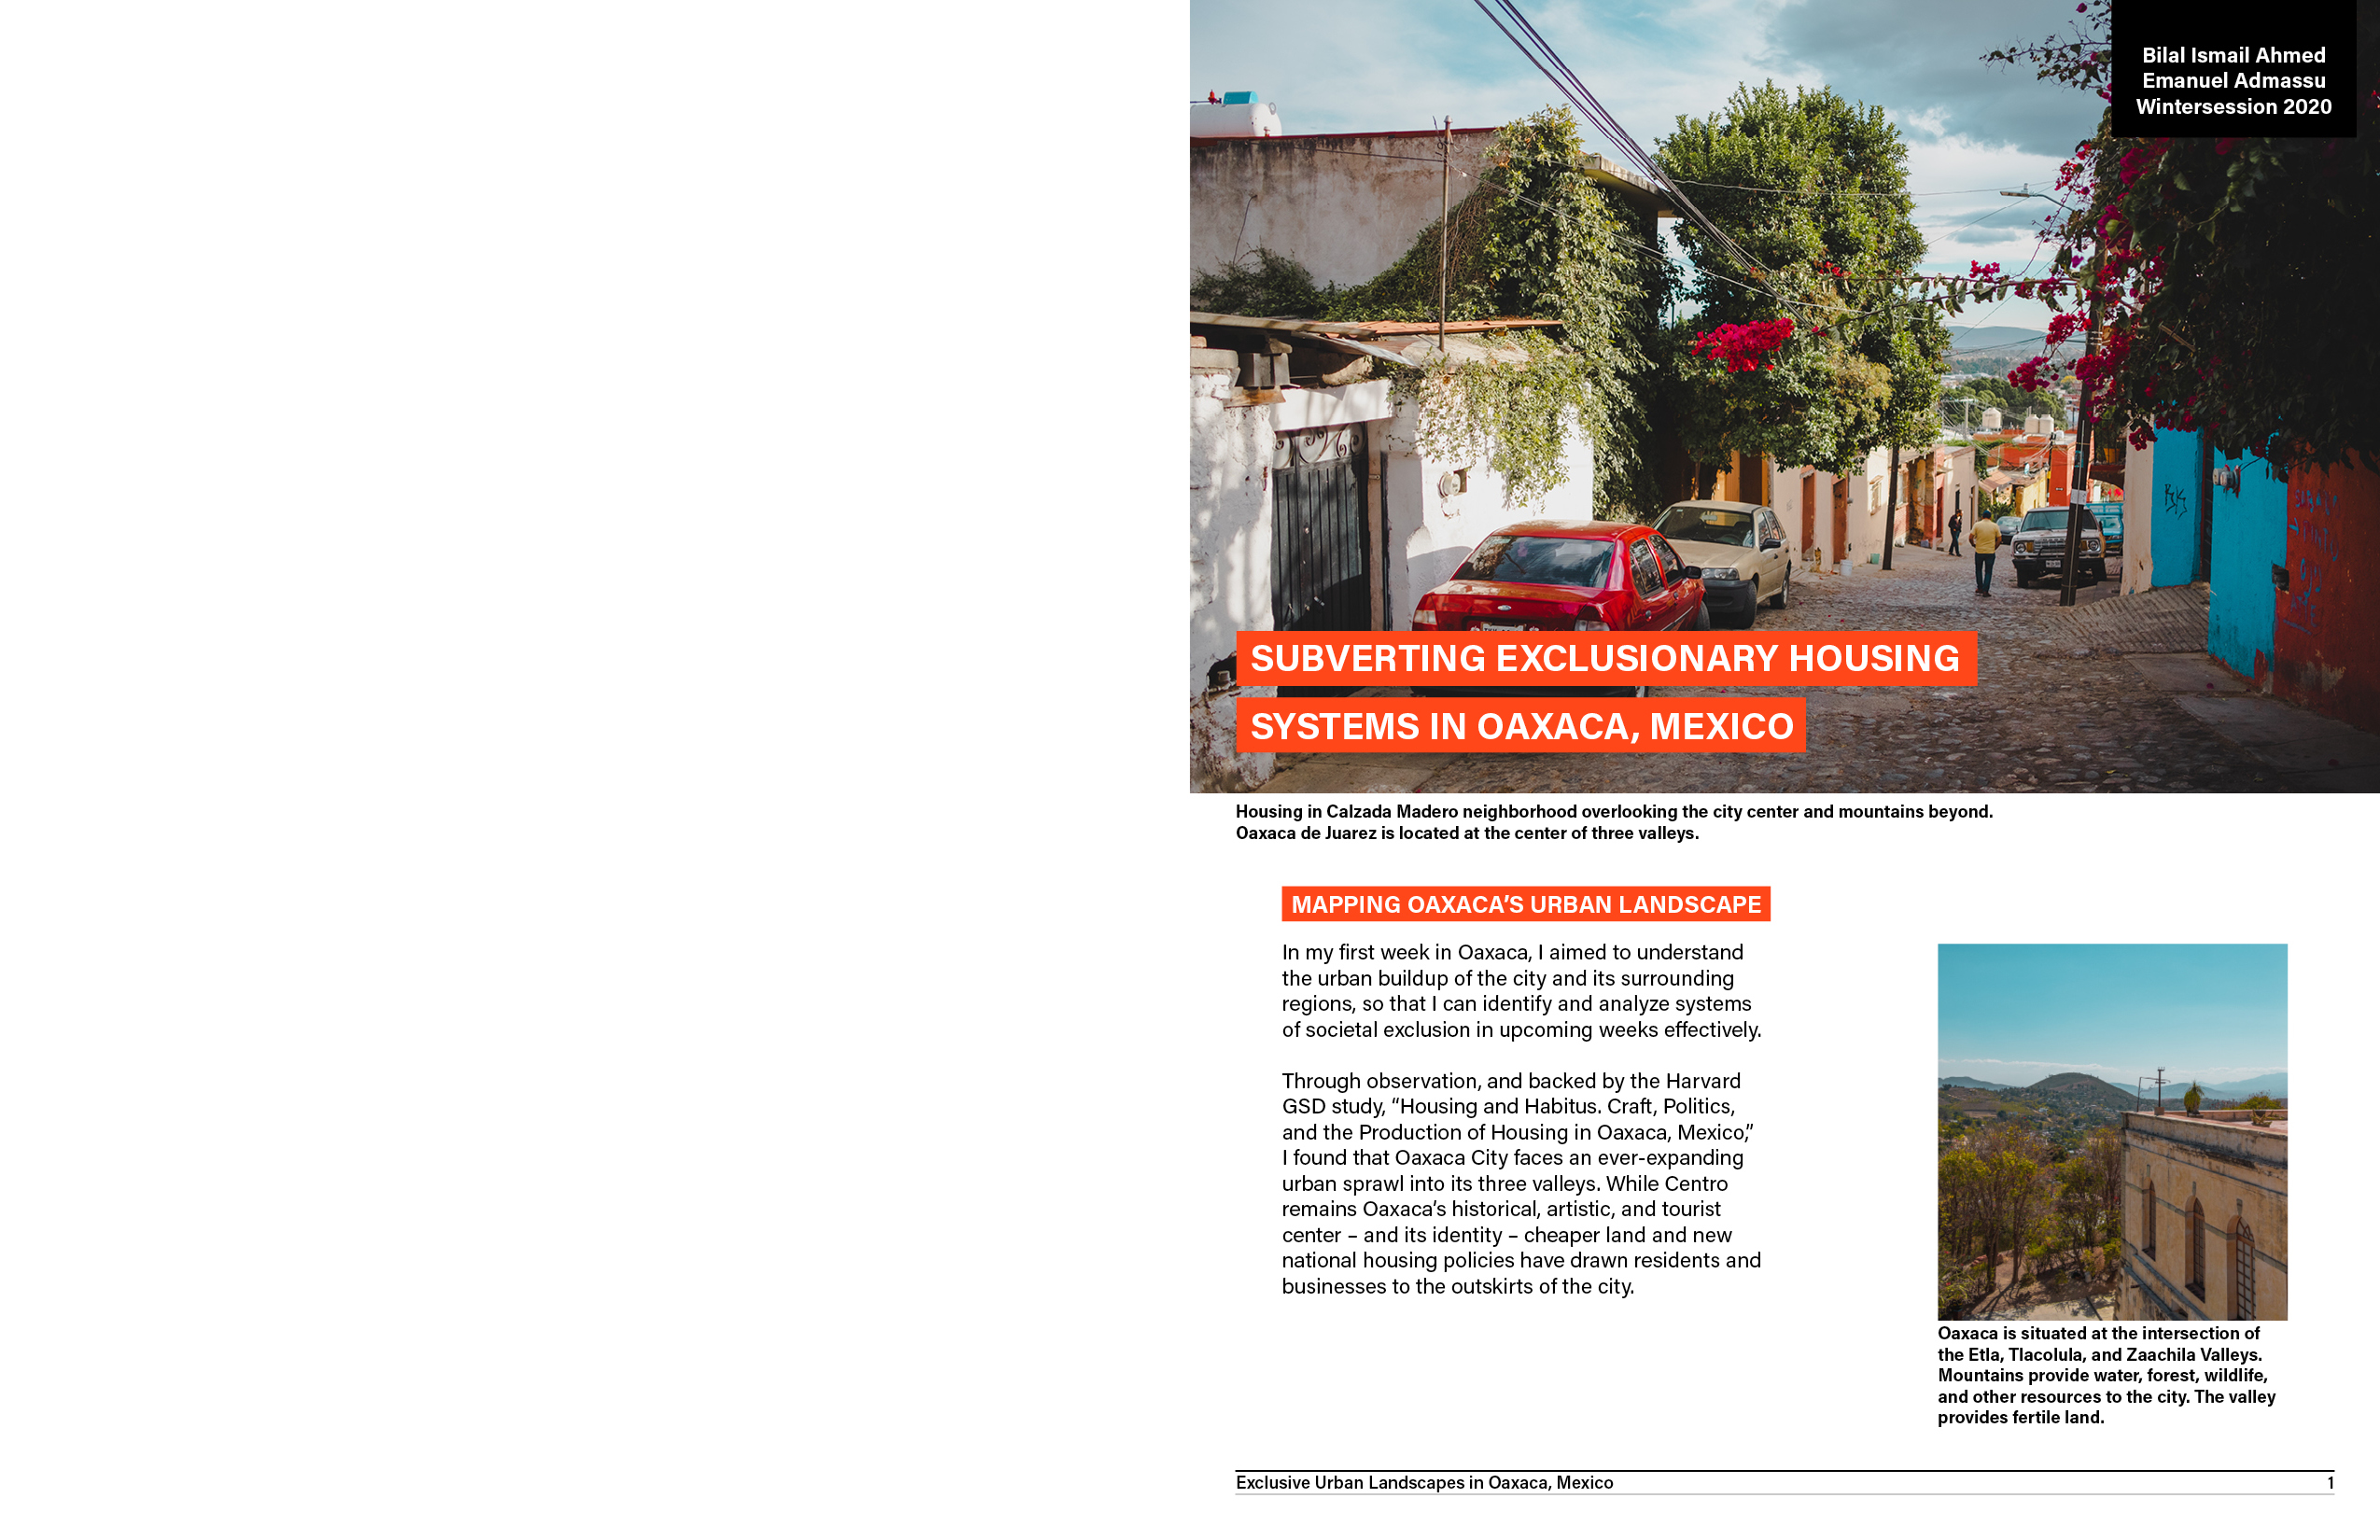 Bilal Ismail Ahmed
Emanuel Admassu
Wintersession 2020
SUBVERTING EXCLUSIONARY HOUSING
SYSTEMS IN OAXACA, MEXICO
Housing in Calzada Madero neighborhood overlooking the city center and mountains beyond.
Oaxaca de Juarez is located at the center of three valleys.
MAPPING OAXACA’S URBAN LANDSCAPE
In my first week in Oaxaca, I aimed to understand
the urban buildup of the city and its surrounding
regions, so that I can identify and analyze systems
of societal exclusion in upcoming weeks effectively.
Through observation, and backed by the Harvard
GSD study, “Housing and Habitus. Craft, Politics,
and the Production of Housing in Oaxaca, Mexico,”
I found that Oaxaca City faces an ever-expanding
urban sprawl into its three valleys. While Centro
remains Oaxaca’s historical, artistic, and tourist
center – and its identity – cheaper land and new
national housing policies have drawn residents and
businesses to the outskirts of the city.
Oaxaca is situated at the intersection of
the Etla, Tlacolula, and Zaachila Valleys.
Mountains provide water, forest, wildlife,
and other resources to the city. The valley
provides fertile land.
Exclusive Urban Landscapes in Oaxaca, Mexico
1